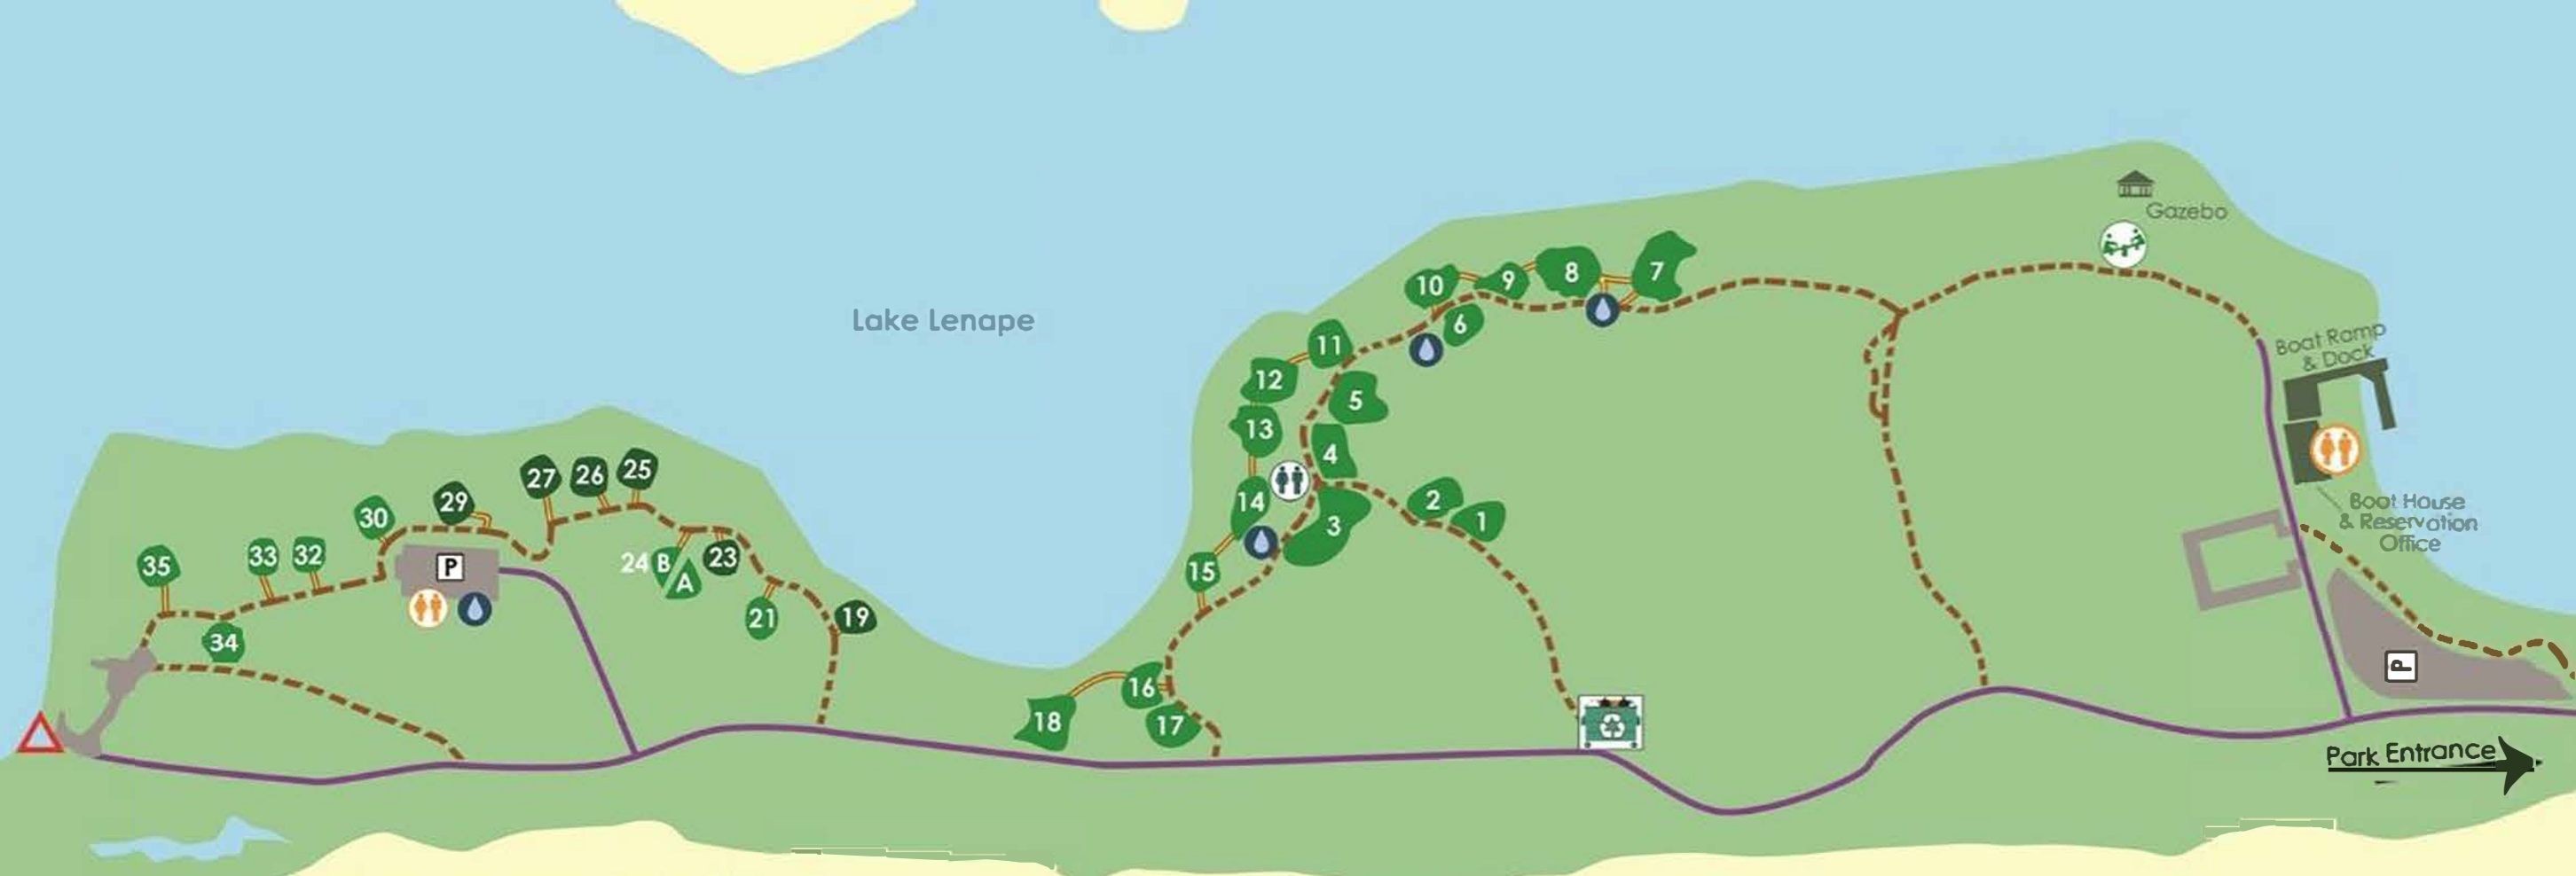 Gazebo
Lake Lenape
Boat Ramp
& Dock
Boat House
& Reservation
Office
Park Entrance
P
P
1
2
3
4
5
6
7
8
9
10
11
12
13
14
15
16
17
18
19
21
23
24 B
A
25
26
27
29
30
32
33
34
35